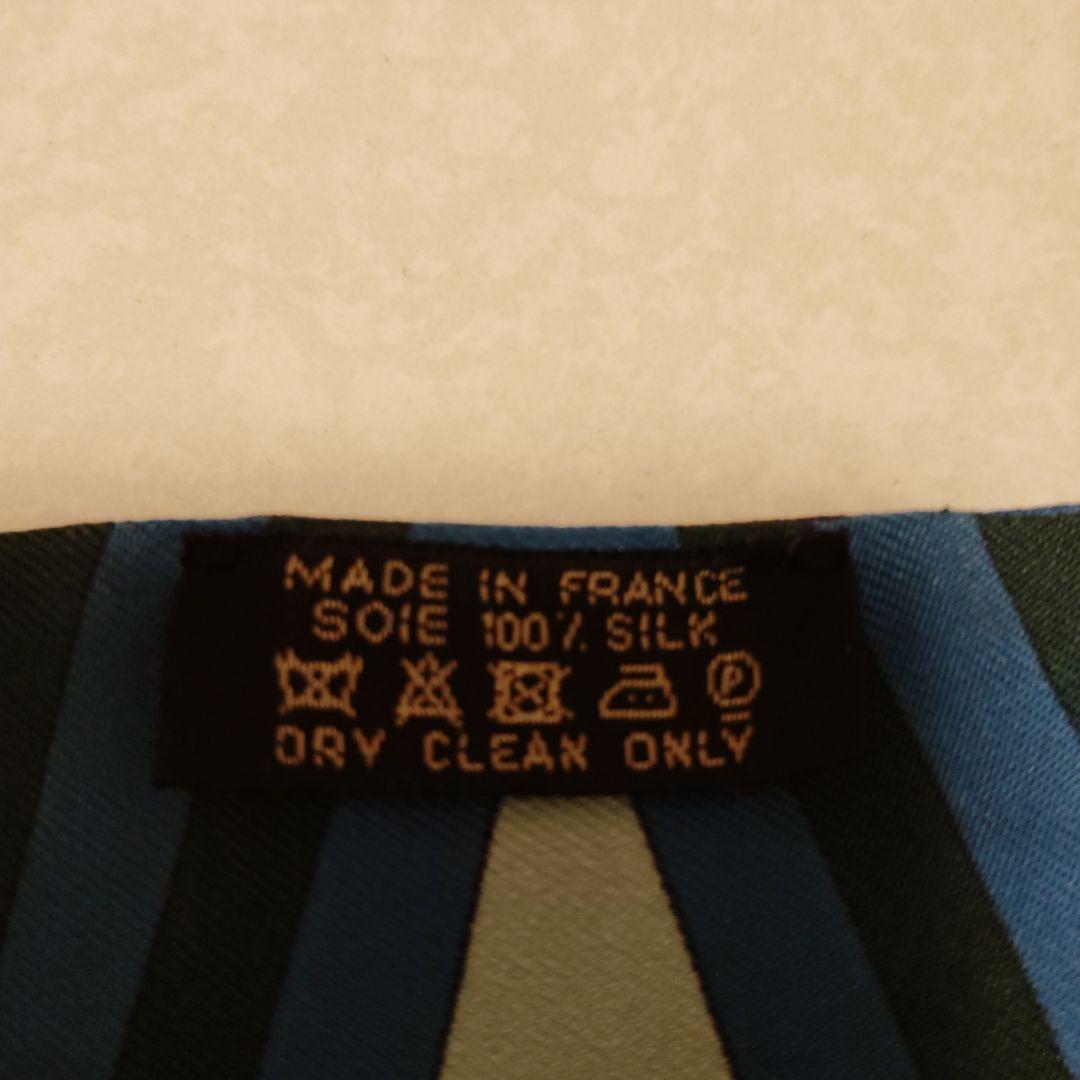 MADE IN FRANCE
SOIE 100% SILK
P
DRY CLEAN ONLY